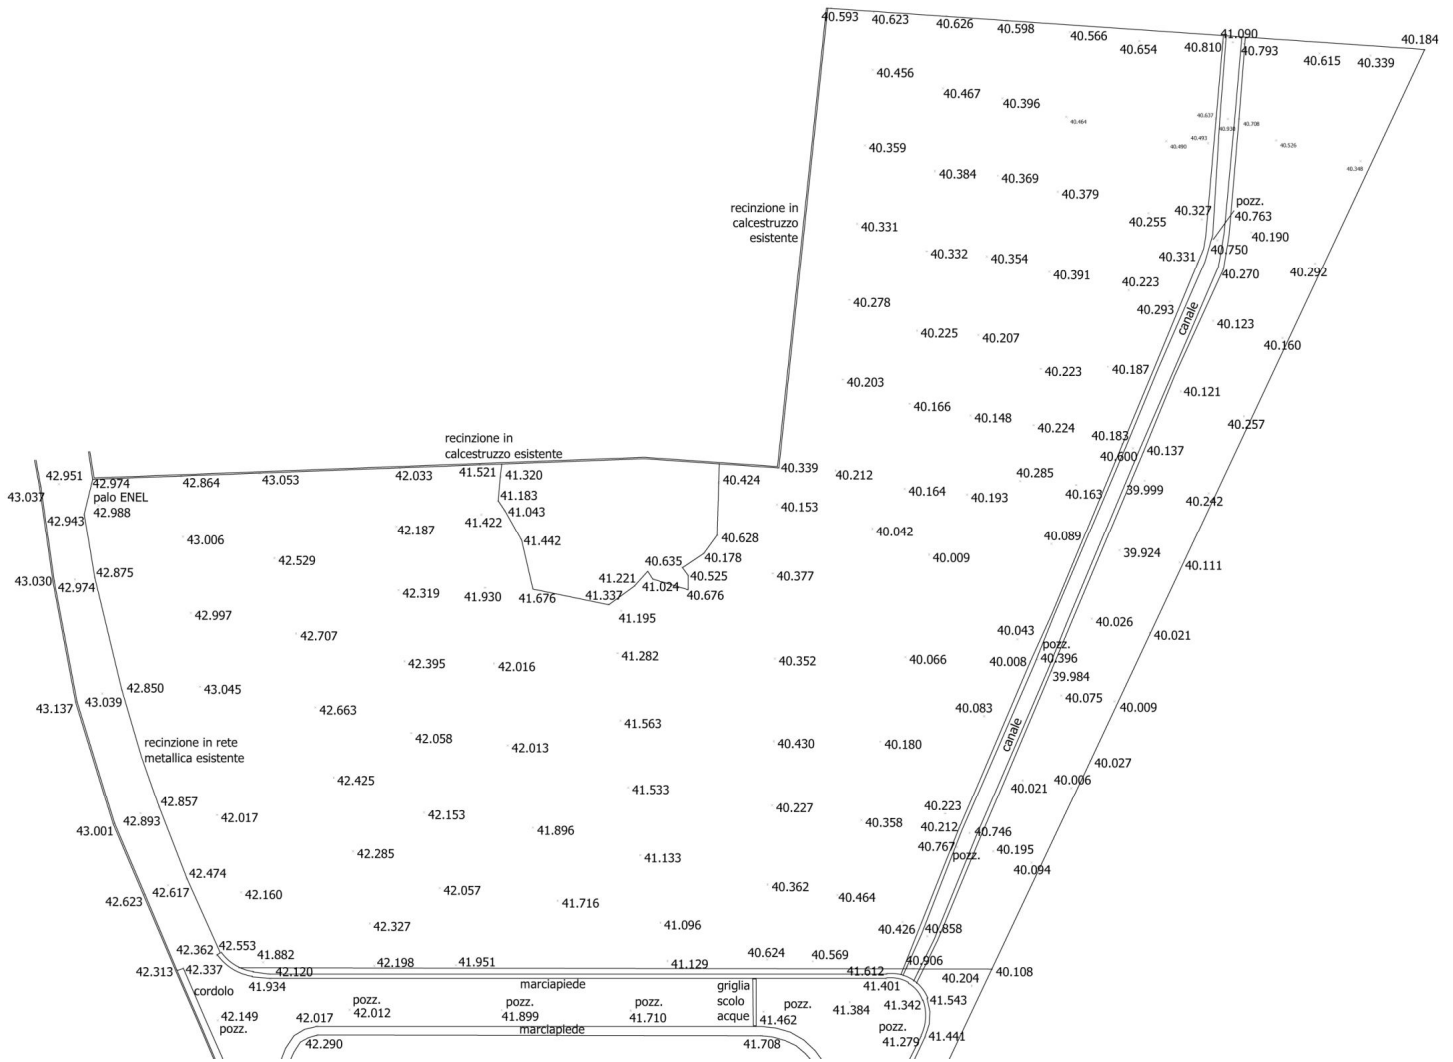 40.593 40.623 40.626 40.598 40.566 40.654 40.810 41.090 40.793 40.615 40.339 40.184
40.456 40.467 40.396 40.464 40.637 40.493 40.490 40.708 40.526 40.348
40.359 40.384 40.369 40.379
recinzione in
calcestruzzo
esistente
40.331 40.332 40.354 40.391 40.255 40.327 pozz.
40.763
40.750 40.190
40.331 40.223 40.270 40.292
40.278 40.225 40.207 40.293 canale 40.123 40.160
40.203 40.166 40.148 40.223 40.187 40.121
40.224 40.183 40.257
40.600 40.137
recinzione in
calcestruzzo esistente
42.951 42.974 42.864 43.053 42.033 41.521 41.320 40.424 40.339 40.212 40.164 40.193 40.285 40.163 39.999 40.242
43.037 palo ENEL
42.988
42.943 43.006 42.187 41.422 41.183
41.043
41.442 40.628 40.153 40.042 40.009 40.089 39.924 40.111
43.030 42.974 42.875 42.529 42.319 41.930 41.676 41.337 41.221 40.635 41.024 40.178
40.525
40.676 40.377
42.997 42.707 41.195 40.043 40.026 40.021
42.395 42.016 41.282 40.352 40.066 40.008 pozz.
40.396
39.984
43.137 43.039 42.850 43.045 42.663 41.563 40.083 40.075 40.009
recinzione in rete
metallica esistente
42.058 42.013 40.430 40.180 canale 40.027
42.425 41.533 40.021 40.006
43.001 42.893 42.857 42.017 42.153 41.896 40.227 40.358 40.223
40.212 40.746
40.767 pozz. 40.195
42.285 41.133 40.094
42.623 42.617 42.474 42.160 42.057 41.716 40.362 40.464
42.327 41.096 40.426 40.858
42.362 42.553 41.882 40.624 40.569
42.313 42.337 42.120 42.198 41.951 41.129 41.612 40.906 40.108
cordolo 41.934 marciapiede griglia
scolo
acque 41.401 40.204
42.149
pozz. 42.017 pozz.
42.012 pozz.
41.899 pozz.
41.710 pozz.
41.462 41.384 41.342 41.543
marciapiede pozz.
41.279 41.441
42.290 41.708